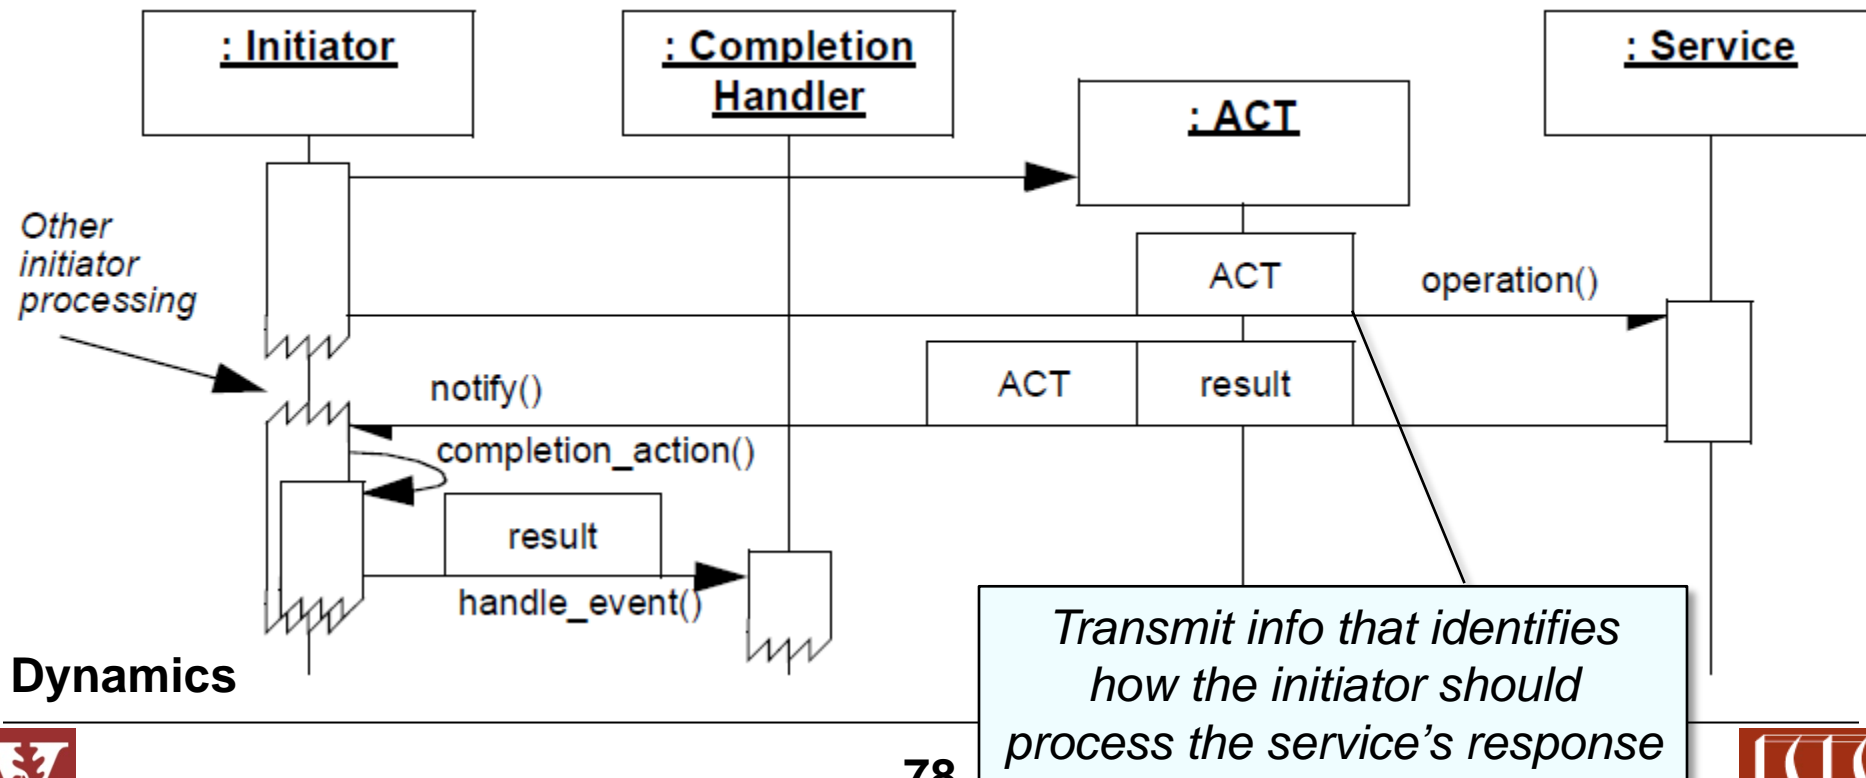 : Initiator
: Completion
Handler
: ACT
: Service
Other
initiator
processing
ACT
operation()
notify()
ACT
result
completion_action()
result
handle_event()
Transmit info that identifies
how the initiator should
process the service's response
Dynamics
78